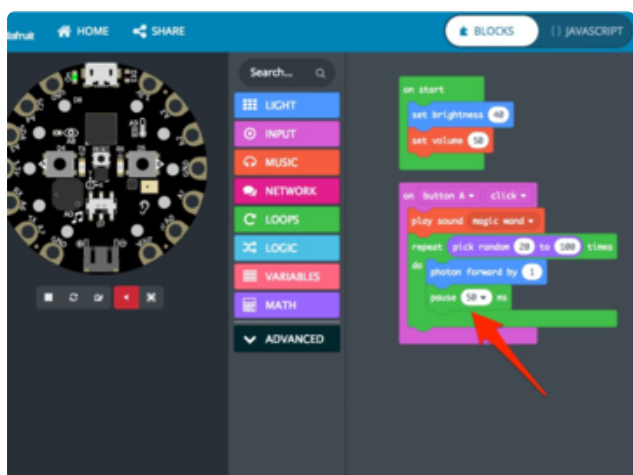 HOME SHARE BLOCKS {} JAVASCRIPT
Search...
LIGHT
INPUT
MUSIC
NETWORK
LOOPS
LOGIC
VARIABLES
MATH
ADVANCED
on start
set brightness 40
set volume 50
on button A click
play sound magic wand
repeat pick random 20 to 100 times
do photon forward by 1
pause 50 ms